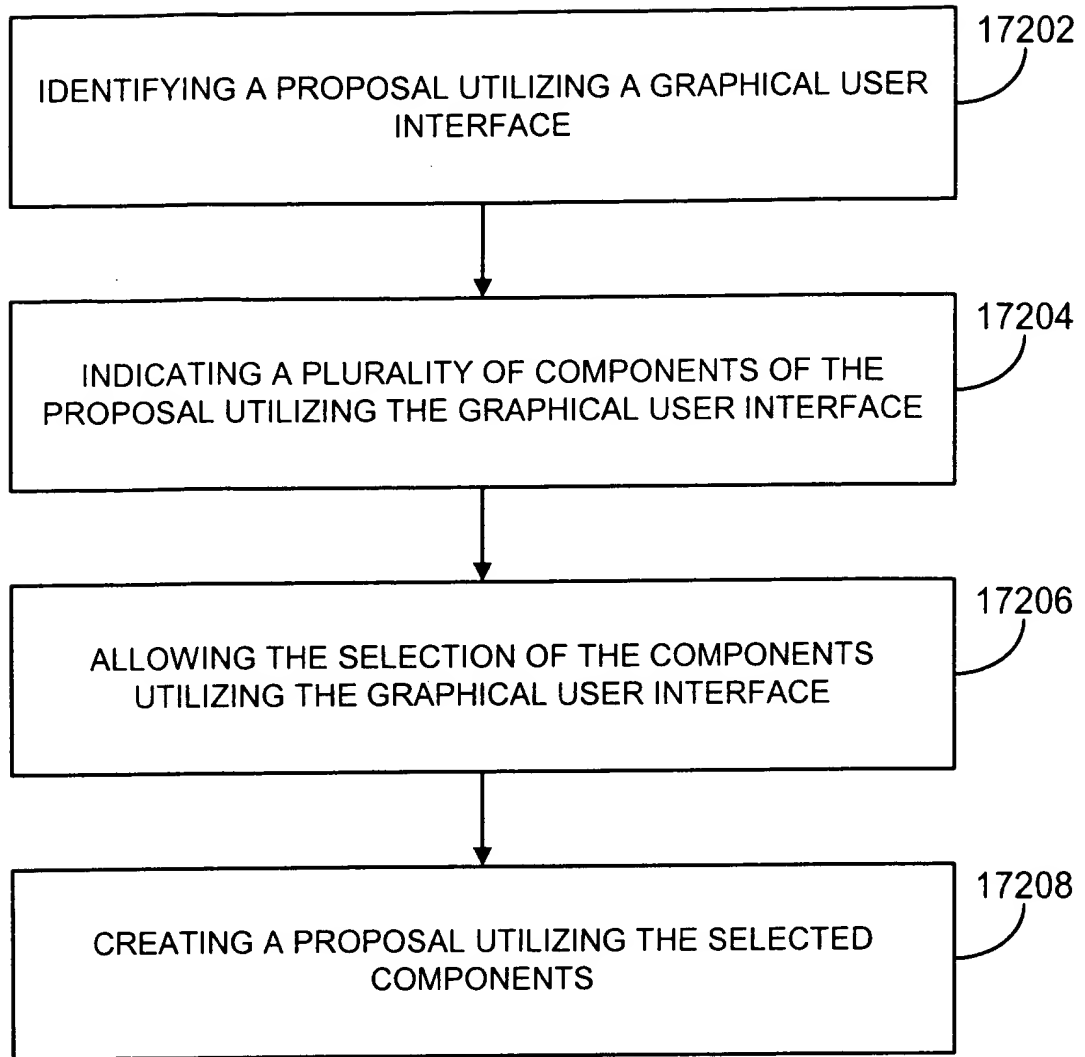 17202
IDENTIFYING A PROPOSAL UTILIZING A GRAPHICAL USER
INTERFACE
17204
INDICATING A PLURALITY OF COMPONENTS OF THE
PROPOSAL UTILIZING THE GRAPHICAL USER INTERFACE
17206
ALLOWING THE SELECTION OF THE COMPONENTS
UTILIZING THE GRAPHICAL USER INTERFACE
17208
CREATING A PROPOSAL UTILIZING THE SELECTED
COMPONENTS